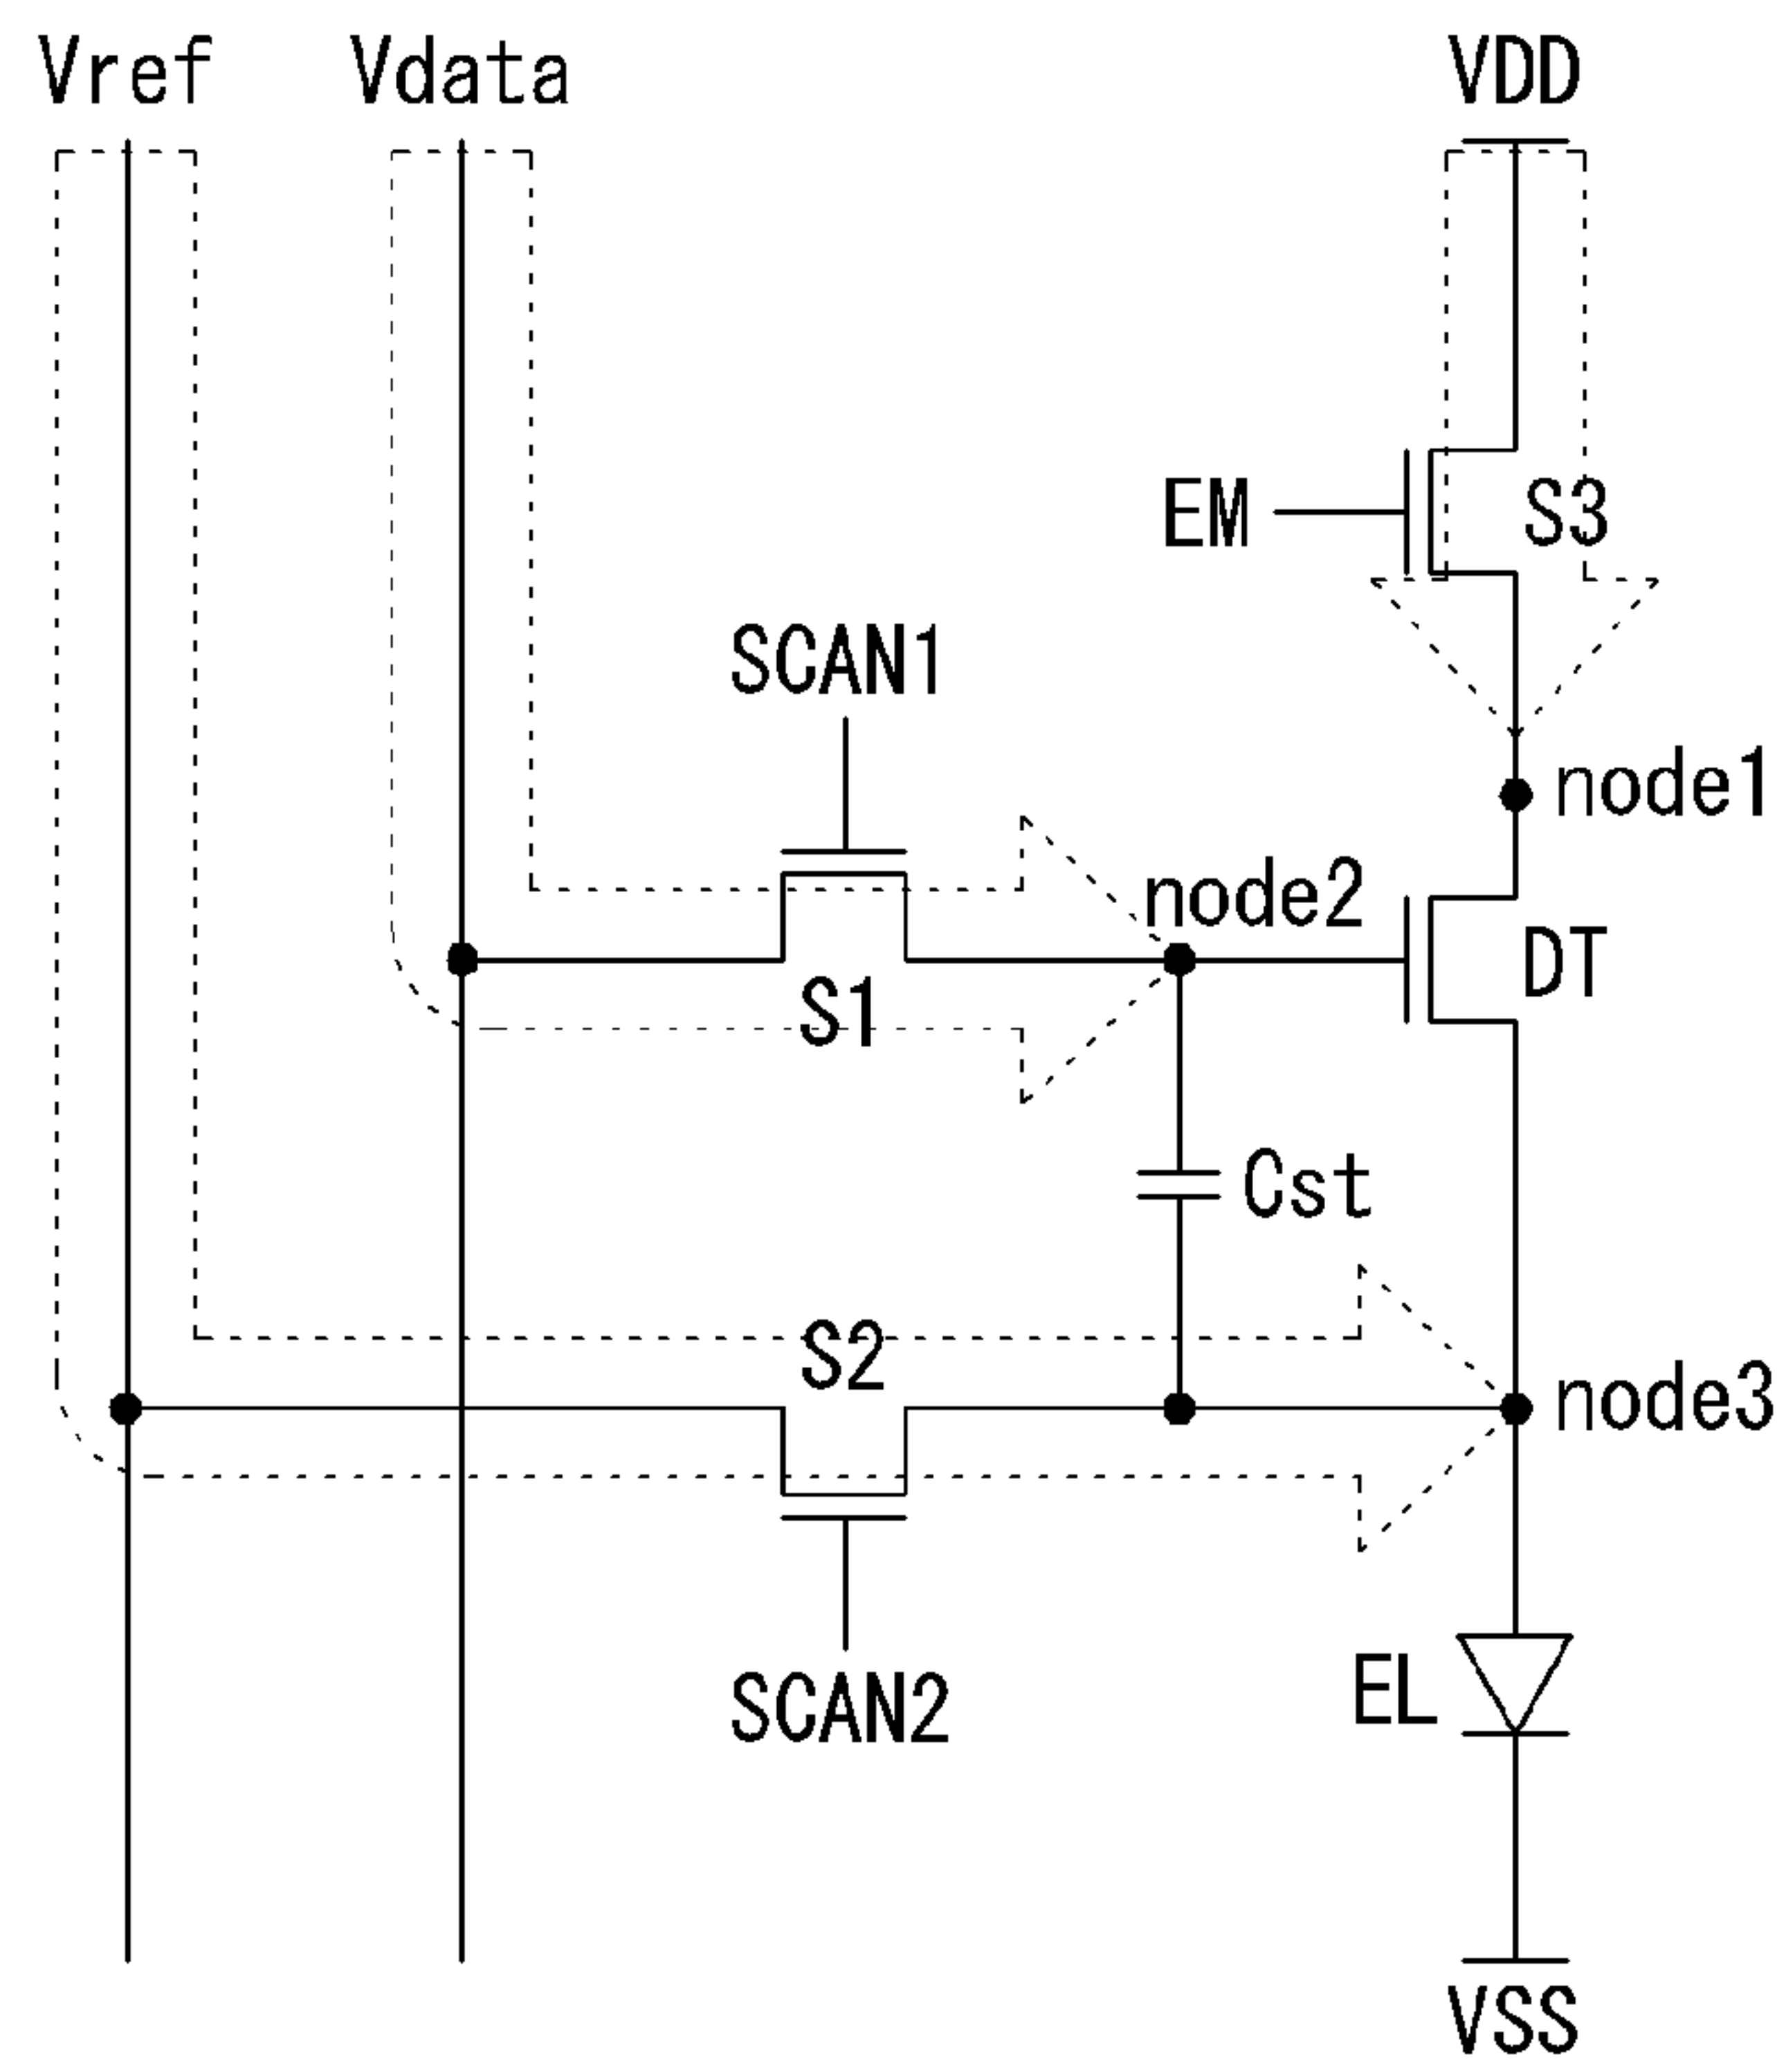 Vref
Vdata
VDD
EM
S3
SCAN1
node1
node2
DT
S1
Cst
S2
node3
EL
SCAN2
VSS